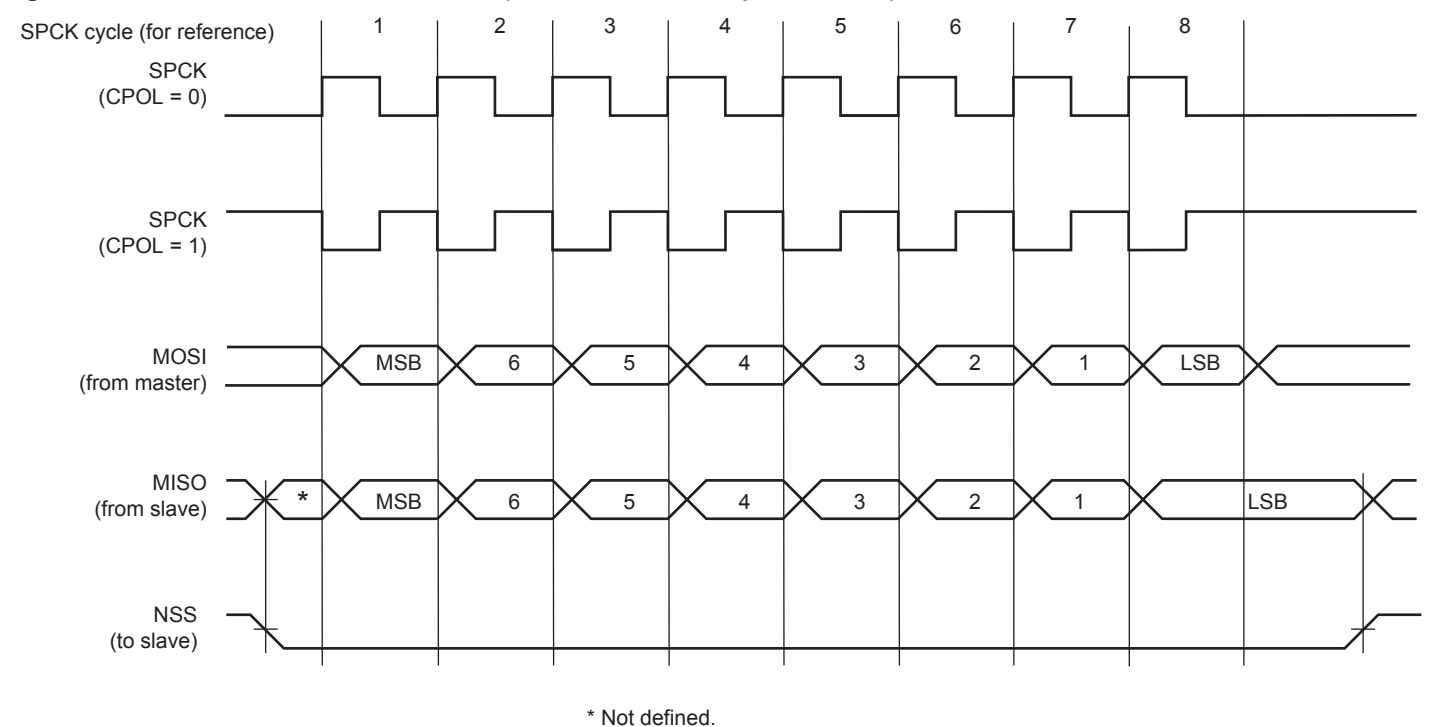 SPCK cycle (for reference) 1 2 3 4 5 6 7 8
SPCK
(CPOL = 0)
SPCK
(CPOL = 1)
MOSI
(from master)
MSB 6 5 4 3 2 1 LSB
MISO
(from slave)
* MSB 6 5 4 3 2 1 LSB
NSS
(to slave)
* Not defined.